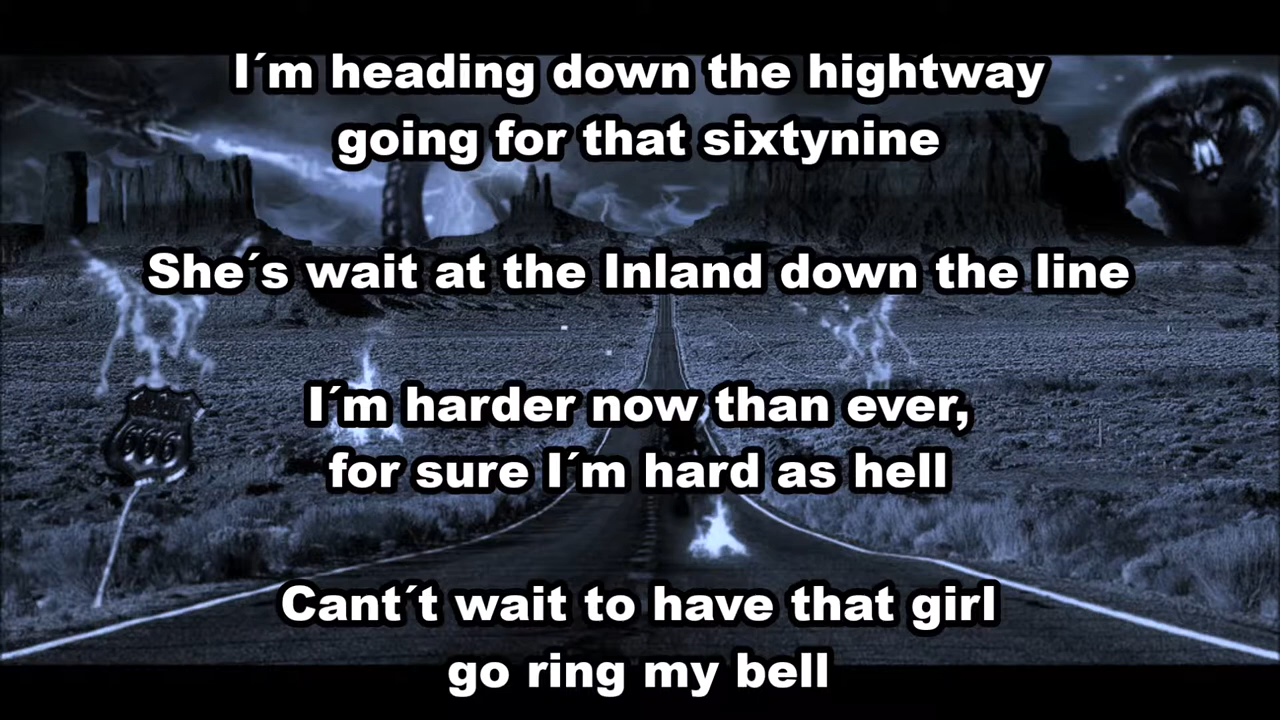 I´m heading down the hightway
going for that sixtynine
She´s wait at the Inland down the line
I´m harder now than ever,
for sure I´m hard as hell
Cant´t wait to have that girl
go ring my bell
666